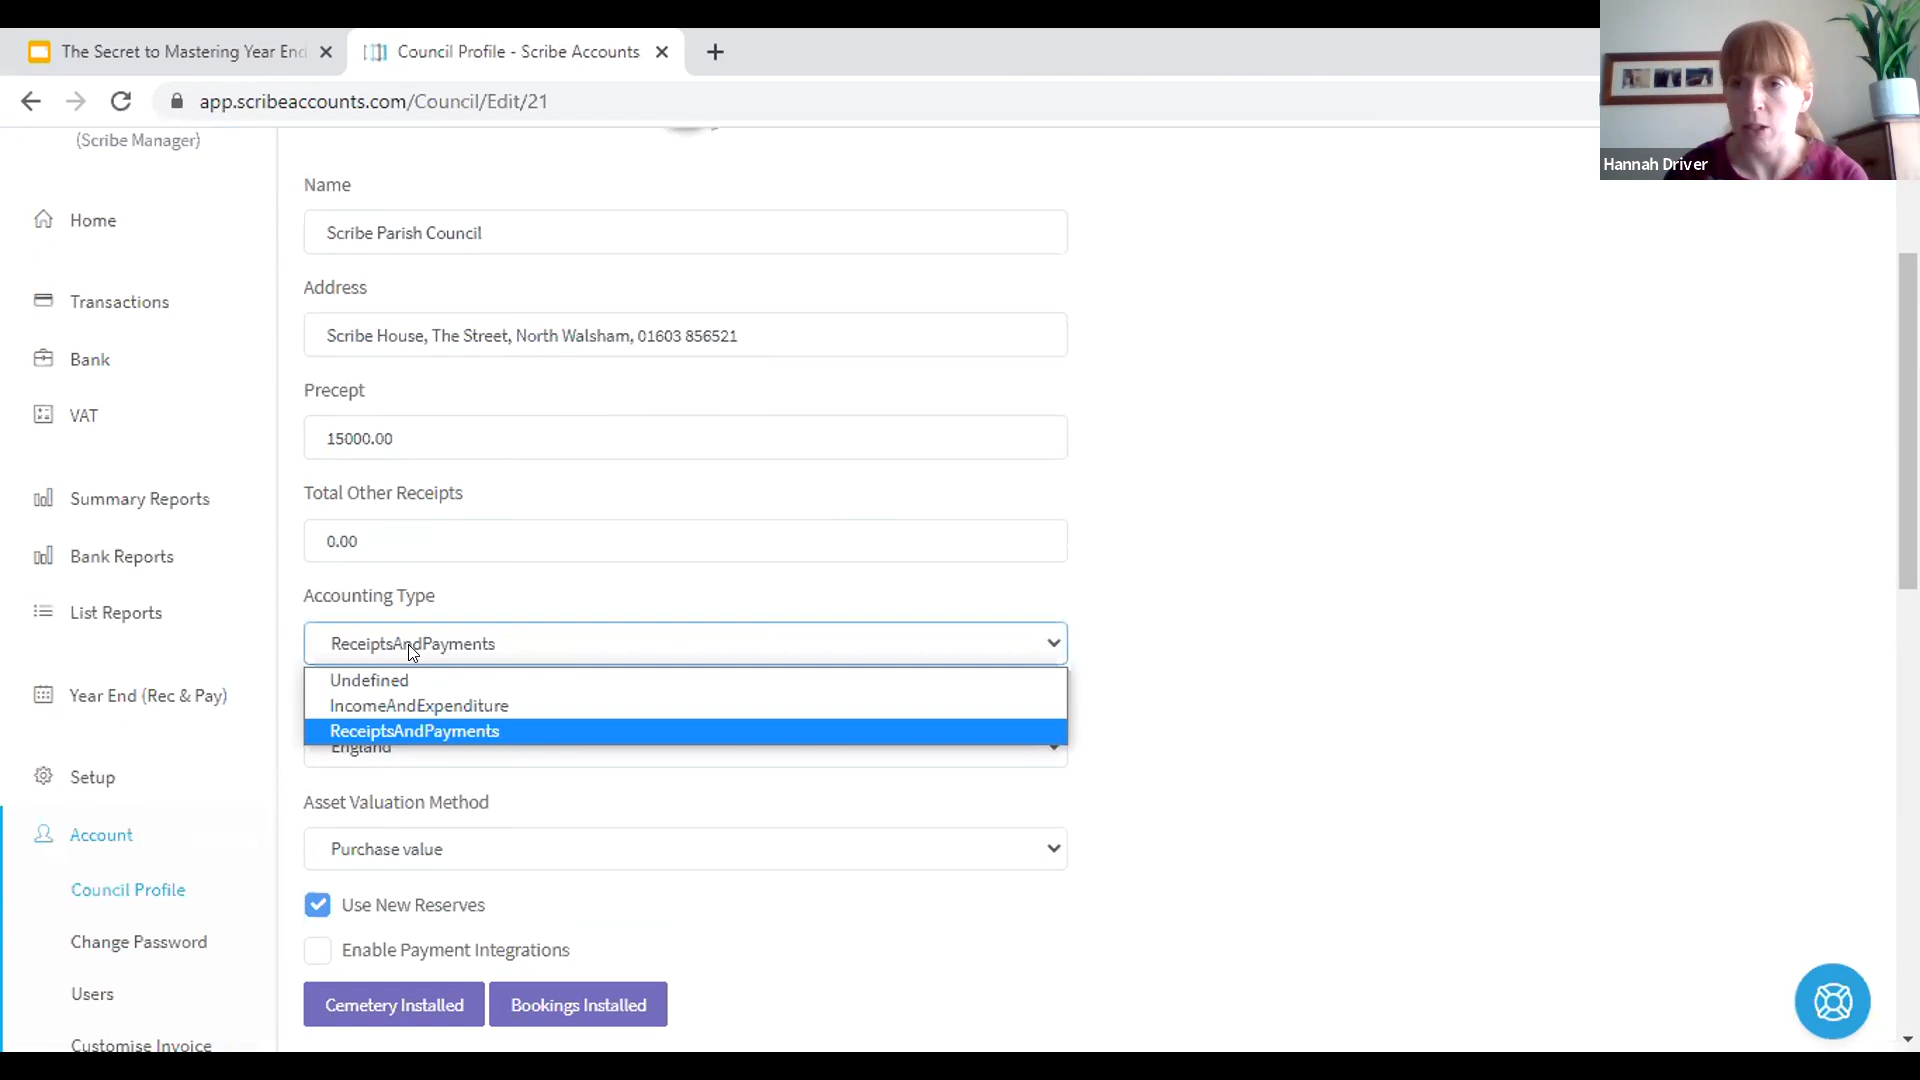 The Secret to Mastering Year End
Council Profile - Scribe Accounts
app.scribeaccounts.com/Council/Edit/21
Hannah Driver
(Scribe Manager)
Home
Transactions
Bank
VAT
Summary Reports
Bank Reports
List Reports
Year End (Rec & Pay)
Setup
Account
Council Profile
Change Password
Users
Customise Invoice
Name
Scribe Parish Council
Address
Scribe House, The Street, North Walsham, 01603 856521
Precept
15000.00
Total Other Receipts
0.00
Accounting Type
ReceiptsAndPayments
Undefined
IncomeAndExpenditure
ReceiptsAndPayments
England
Asset Valuation Method
Purchase value
Use New Reserves
Enable Payment Integrations
Cemetery Installed
Bookings Installed